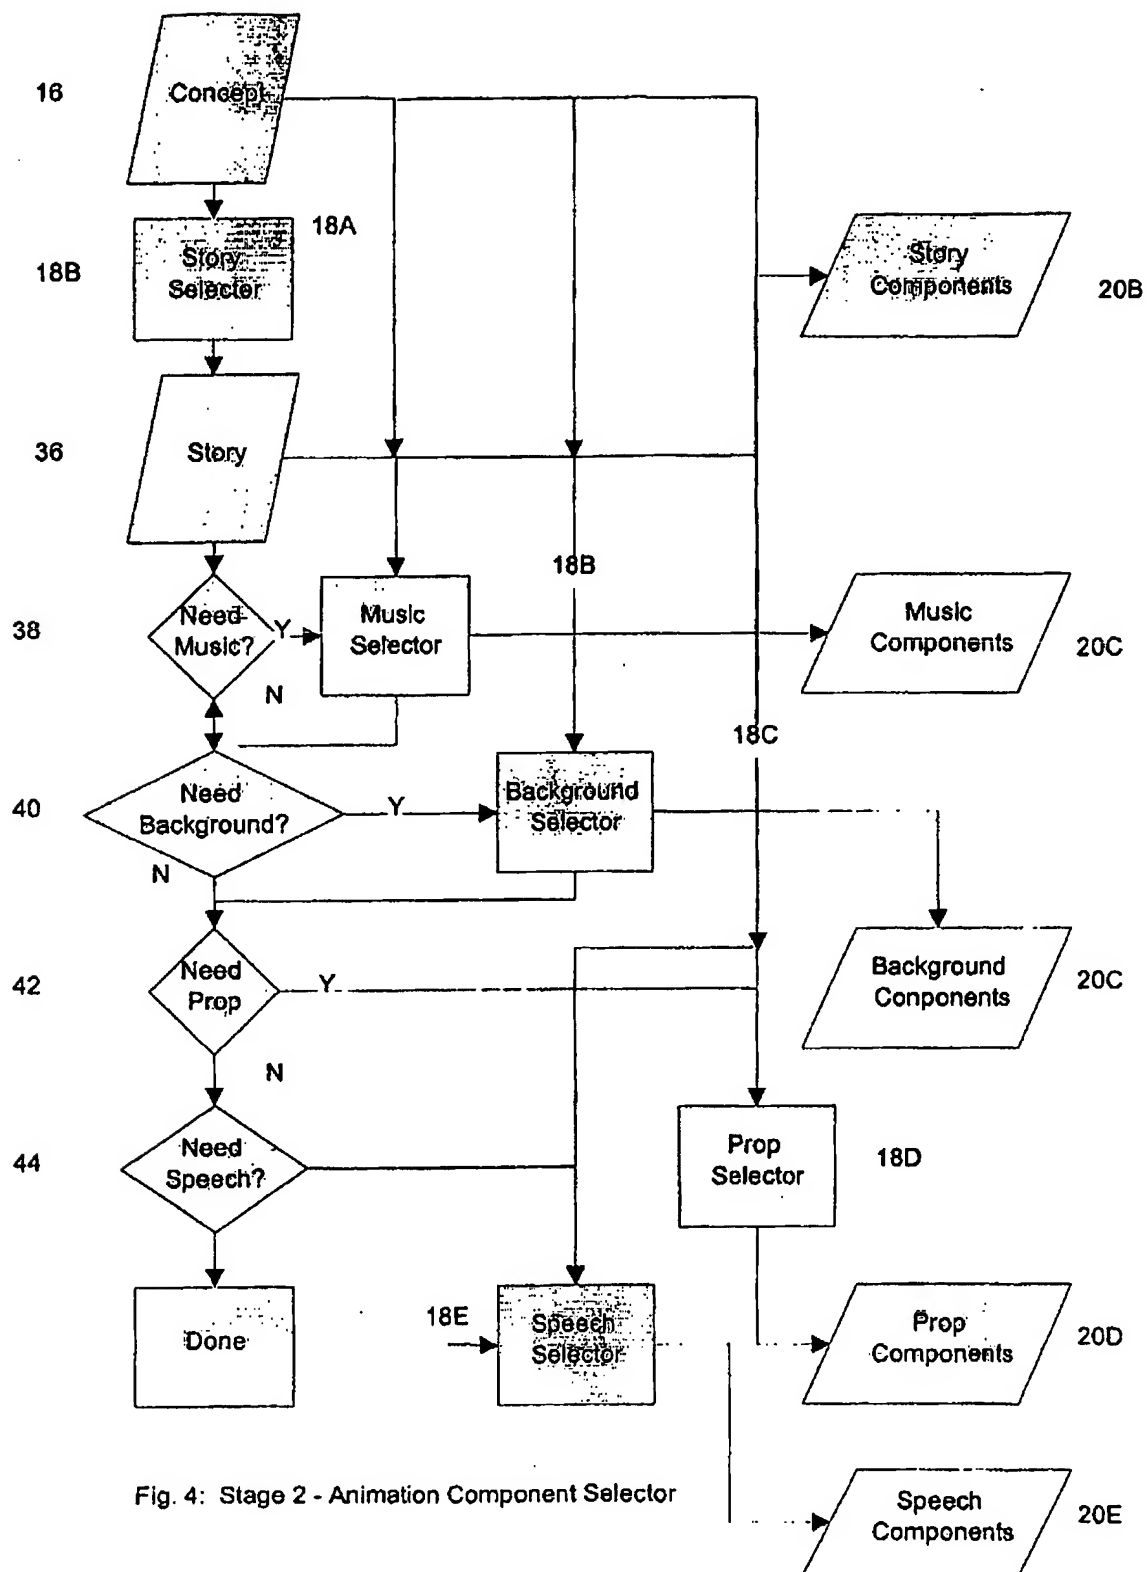 16
Concept
18A
18B
Story
Selector
Story
Components
20B
36
Story
18B
38
Need
Music?
Y
Music
Selector
Music
Components
20C
N
18C
40
Need
Background?
Y
Background
Selector
N
42
Need
Prop
Y
Background
Conponents
20C
N
44
Need
Speech?
Prop
Selector
18D
Done
18E
Speech
Selector
Prop
Components
20D
Fig. 4: Stage 2 - Animation Component Selector
Speech
Components
20E